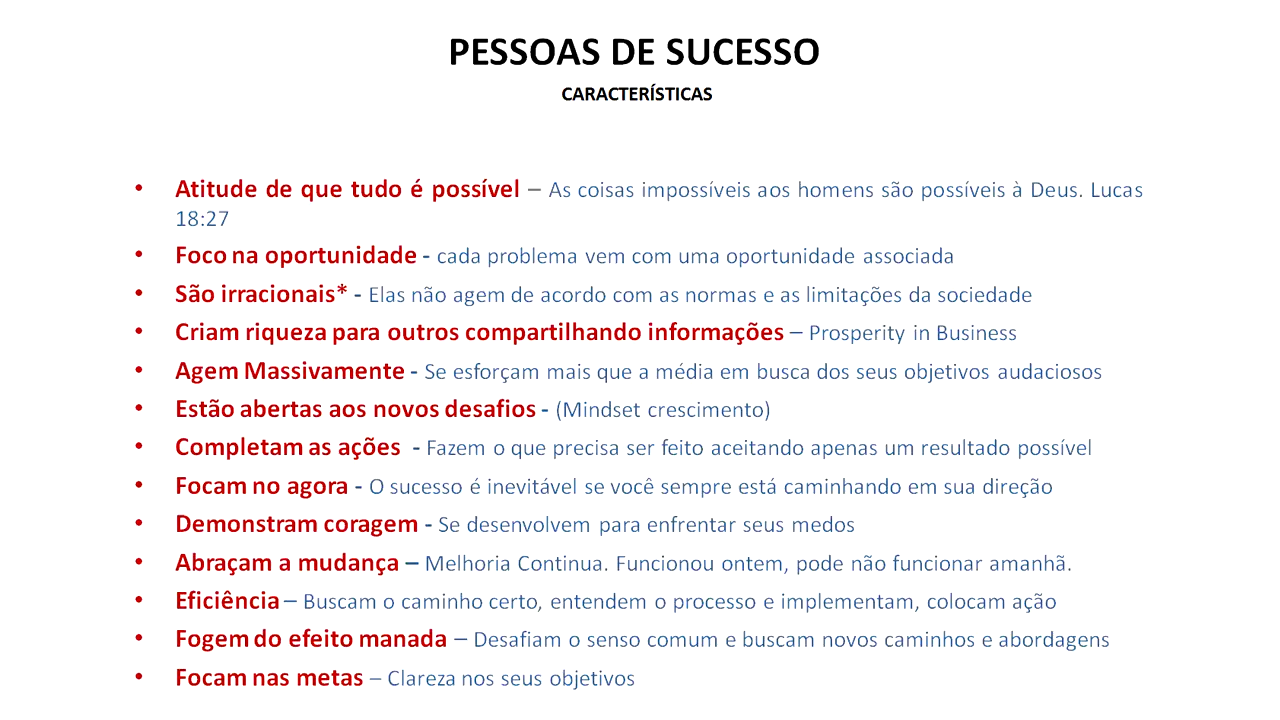 PESSOAS DE SUCESSO
CARACTERÍSTICAS
• Atitude de que tudo é possível – As coisas impossíveis aos homens são possíveis à Deus. Lucas
18:27
• Foco na oportunidade - cada problema vem com uma oportunidade associada
• São irracionais* - Elas não agem de acordo com as normas e as limitações da sociedade
• Criam riqueza para outros compartilhando informações – Prosperity in Business
• Agem Massivamente - Se esforçam mais que a média em busca dos seus objetivos audaciosos
• Estão abertas aos novos desafios - (Mindset crescimento)
• Completam as ações - Fazem o que precisa ser feito aceitando apenas um resultado possível
• Focam no agora - O sucesso é inevitável se você sempre está caminhando em sua direção
• Demonstram coragem - Se desenvolvem para enfrentar seus medos
• Abraçam a mudança – Melhoria Continua. Funcionou ontem, pode não funcionar amanhã.
• Eficiência – Buscam o caminho certo, entendem o processo e implementam, colocam ação
• Fogem do efeito manada – Desafiam o senso comum e buscam novos caminhos e abordagens
• Focam nas metas – Clareza nos seus objetivos